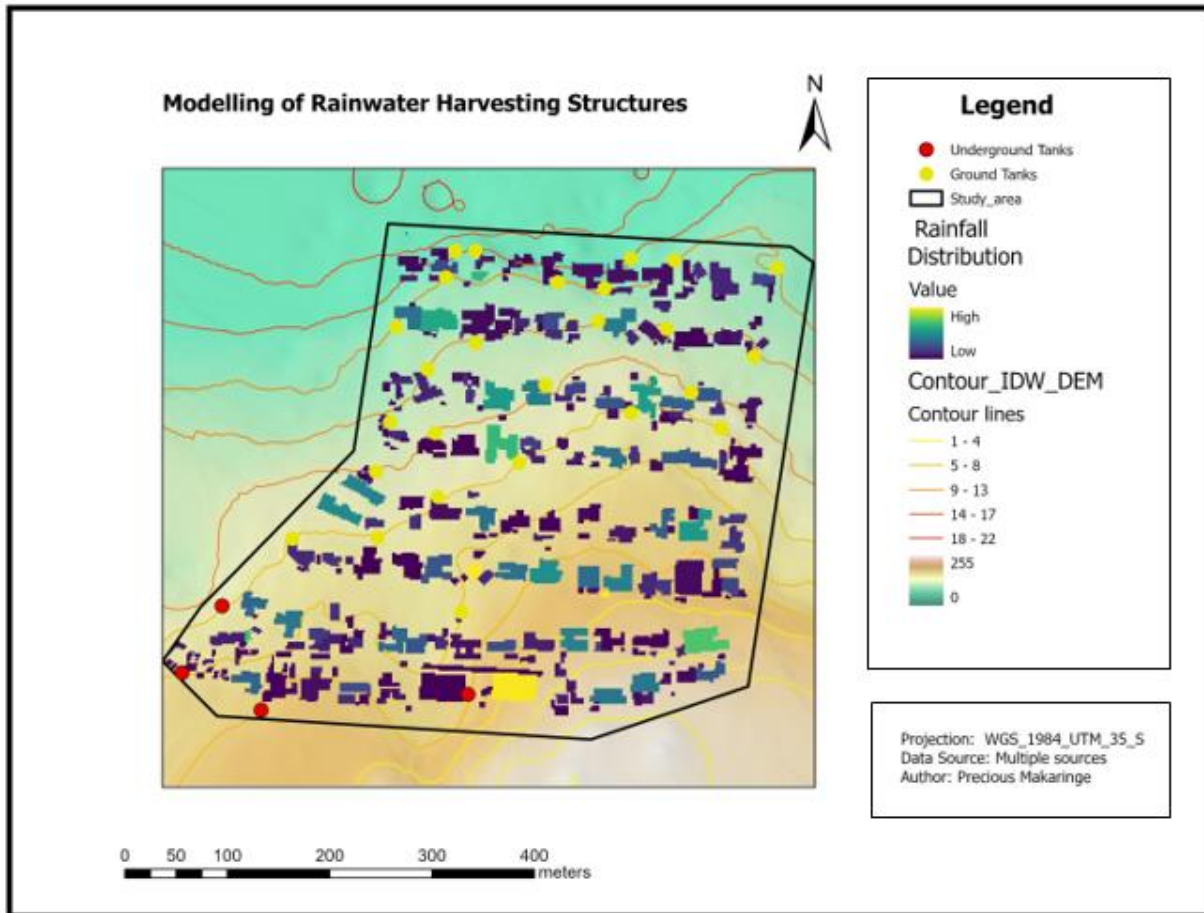 Modelling of Rainwater Harvesting Structures
N
Legend
Underground Tanks
Ground Tanks
Study_area
Rainfall
Distribution
Value
High
Low
Contour_IDW_DEM
Contour lines
1 - 4
5 - 8
9 - 13
14 - 17
18 - 22
255
0
Projection: WGS_1984_UTM_35_S
Data Source: Multiple sources
Author: Precious Makaringe
0 50 100 200 300 400
meters